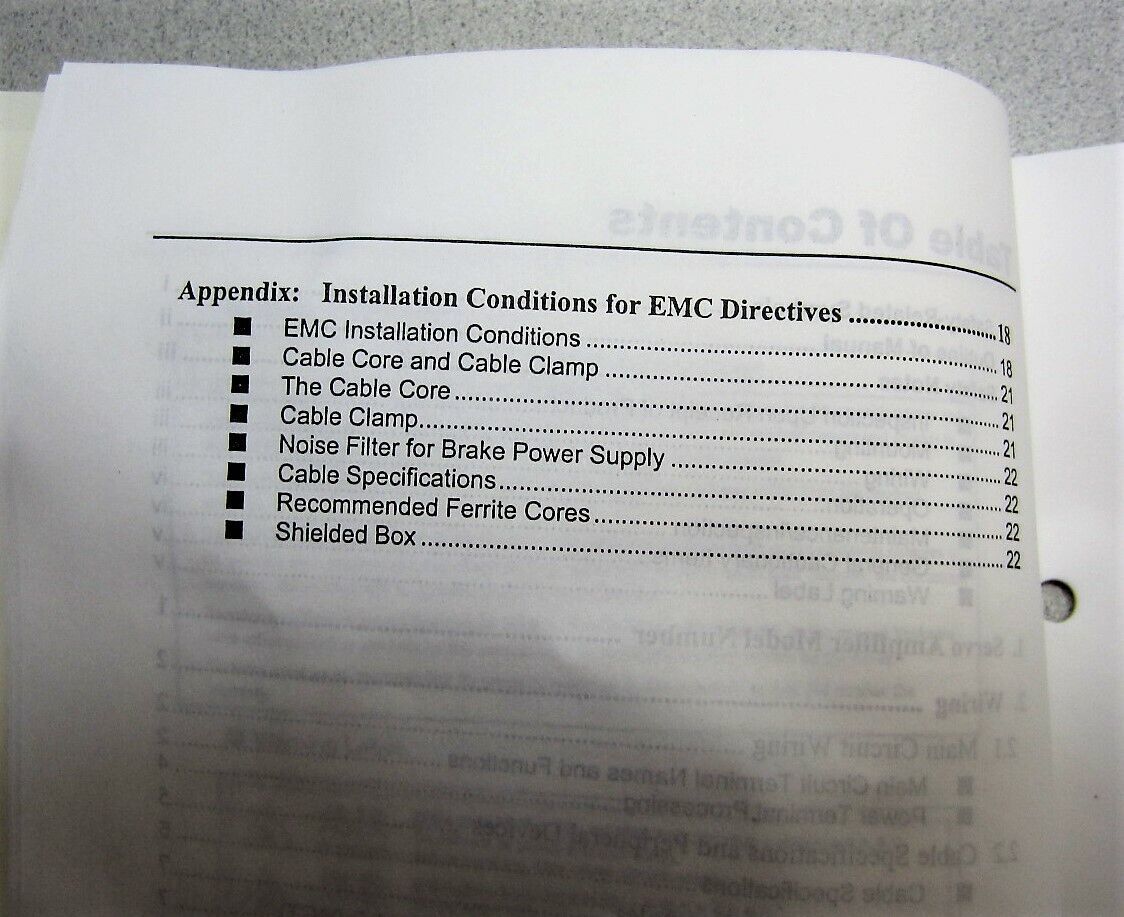 Appendix: Installation Conditions for EMC Directives ........................ 18
■ EMC Installation Conditions ........................ 18
■ Cable Core and Cable Clamp ........................ 21
■ The Cable Core ........................ 21
■ Cable Clamp ........................ 21
■ Noise Filter for Brake Power Supply ........................ 22
■ Cable Specifications ........................ 22
■ Recommended Ferrite Cores ........................ 22
■ Shielded Box ........................ 22